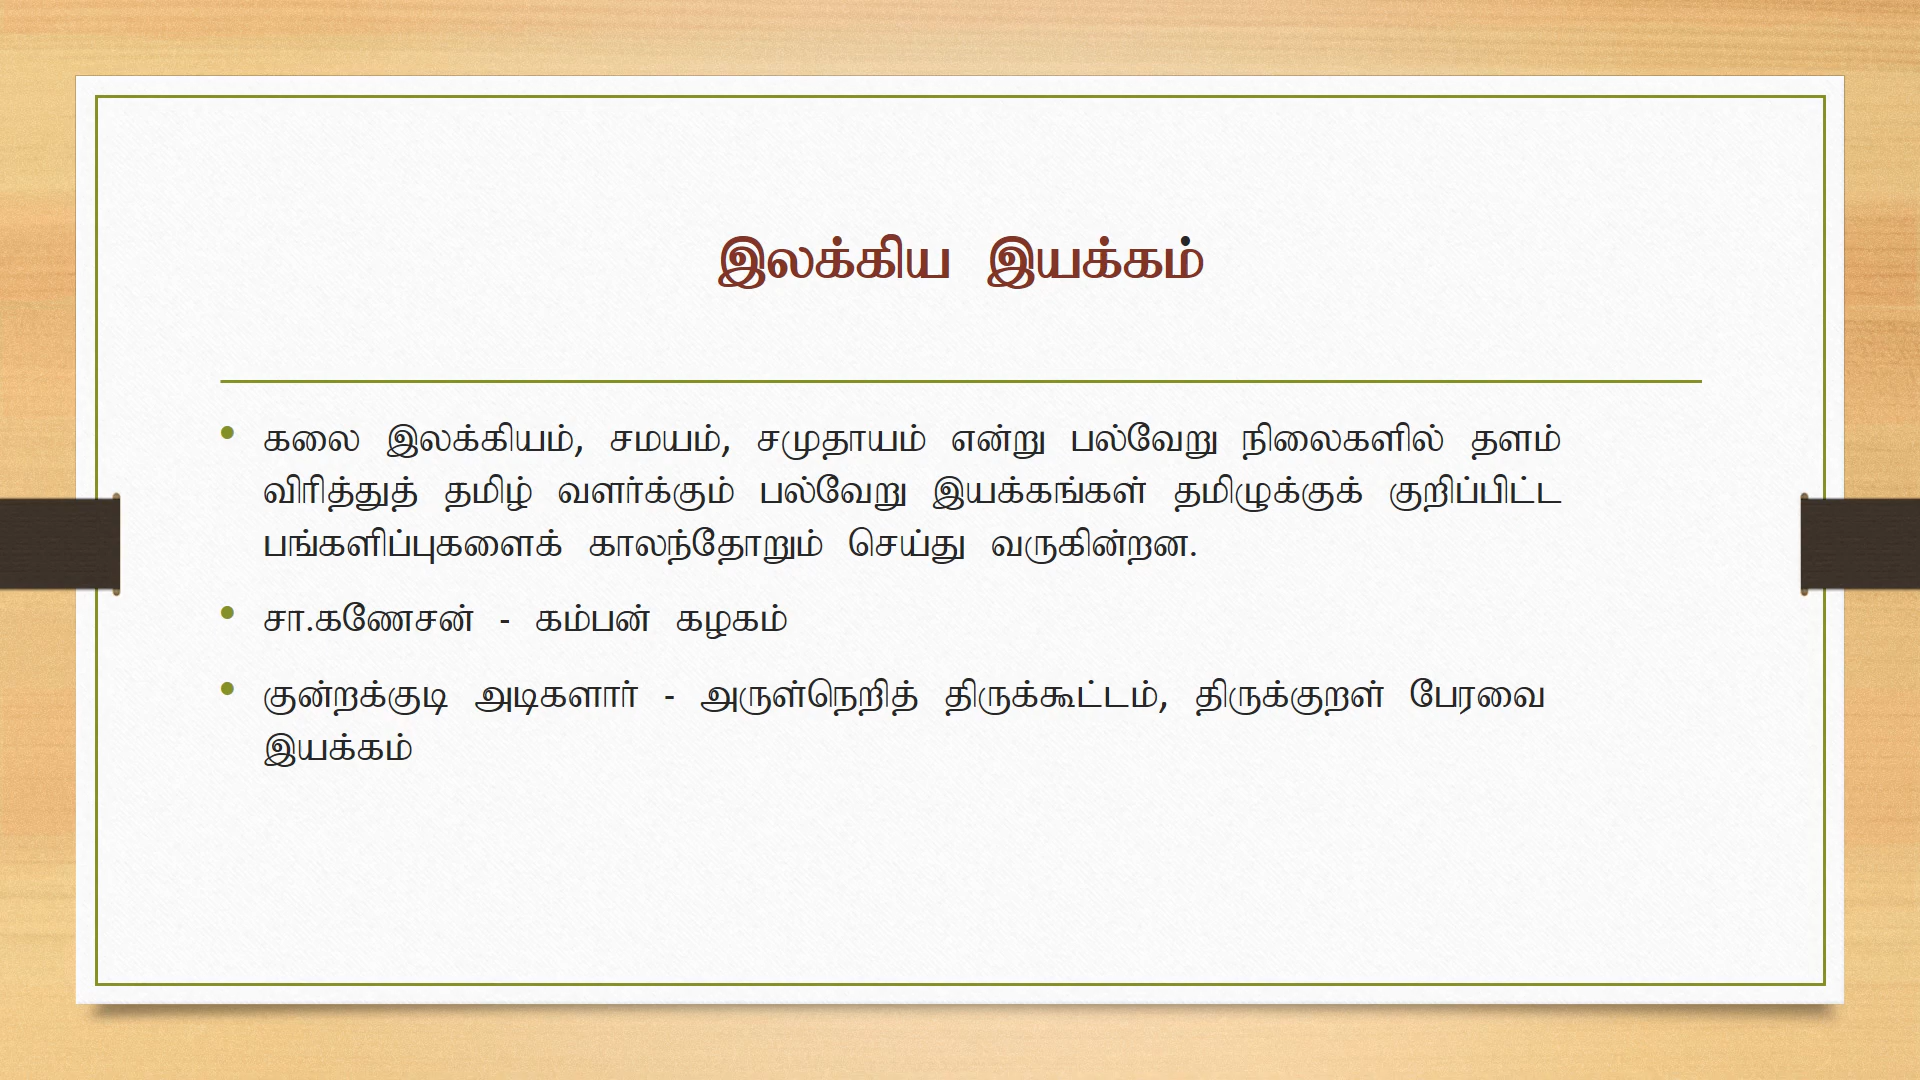 இலக்கிய இயக்கம்
• கலை இலக்கியம், சமயம், சமுதாயம் என்று பல்வேறு நிலைகளில் தளம்
விரித்துத் தமிழ் வளர்க்கும் பல்வேறு இயக்கங்கள் தமிழுக்குக் குறிப்பிட்ட
பங்களிப்புகளைக் காலந்தோறும் செய்து வருகின்றன.
• சா.கணேசன் - கம்பன் கழகம்
• குன்றக்குடி அடிகளார் - அருள்நெறித் திருக்கூட்டம், திருக்குறள் பேரவை
இயக்கம்